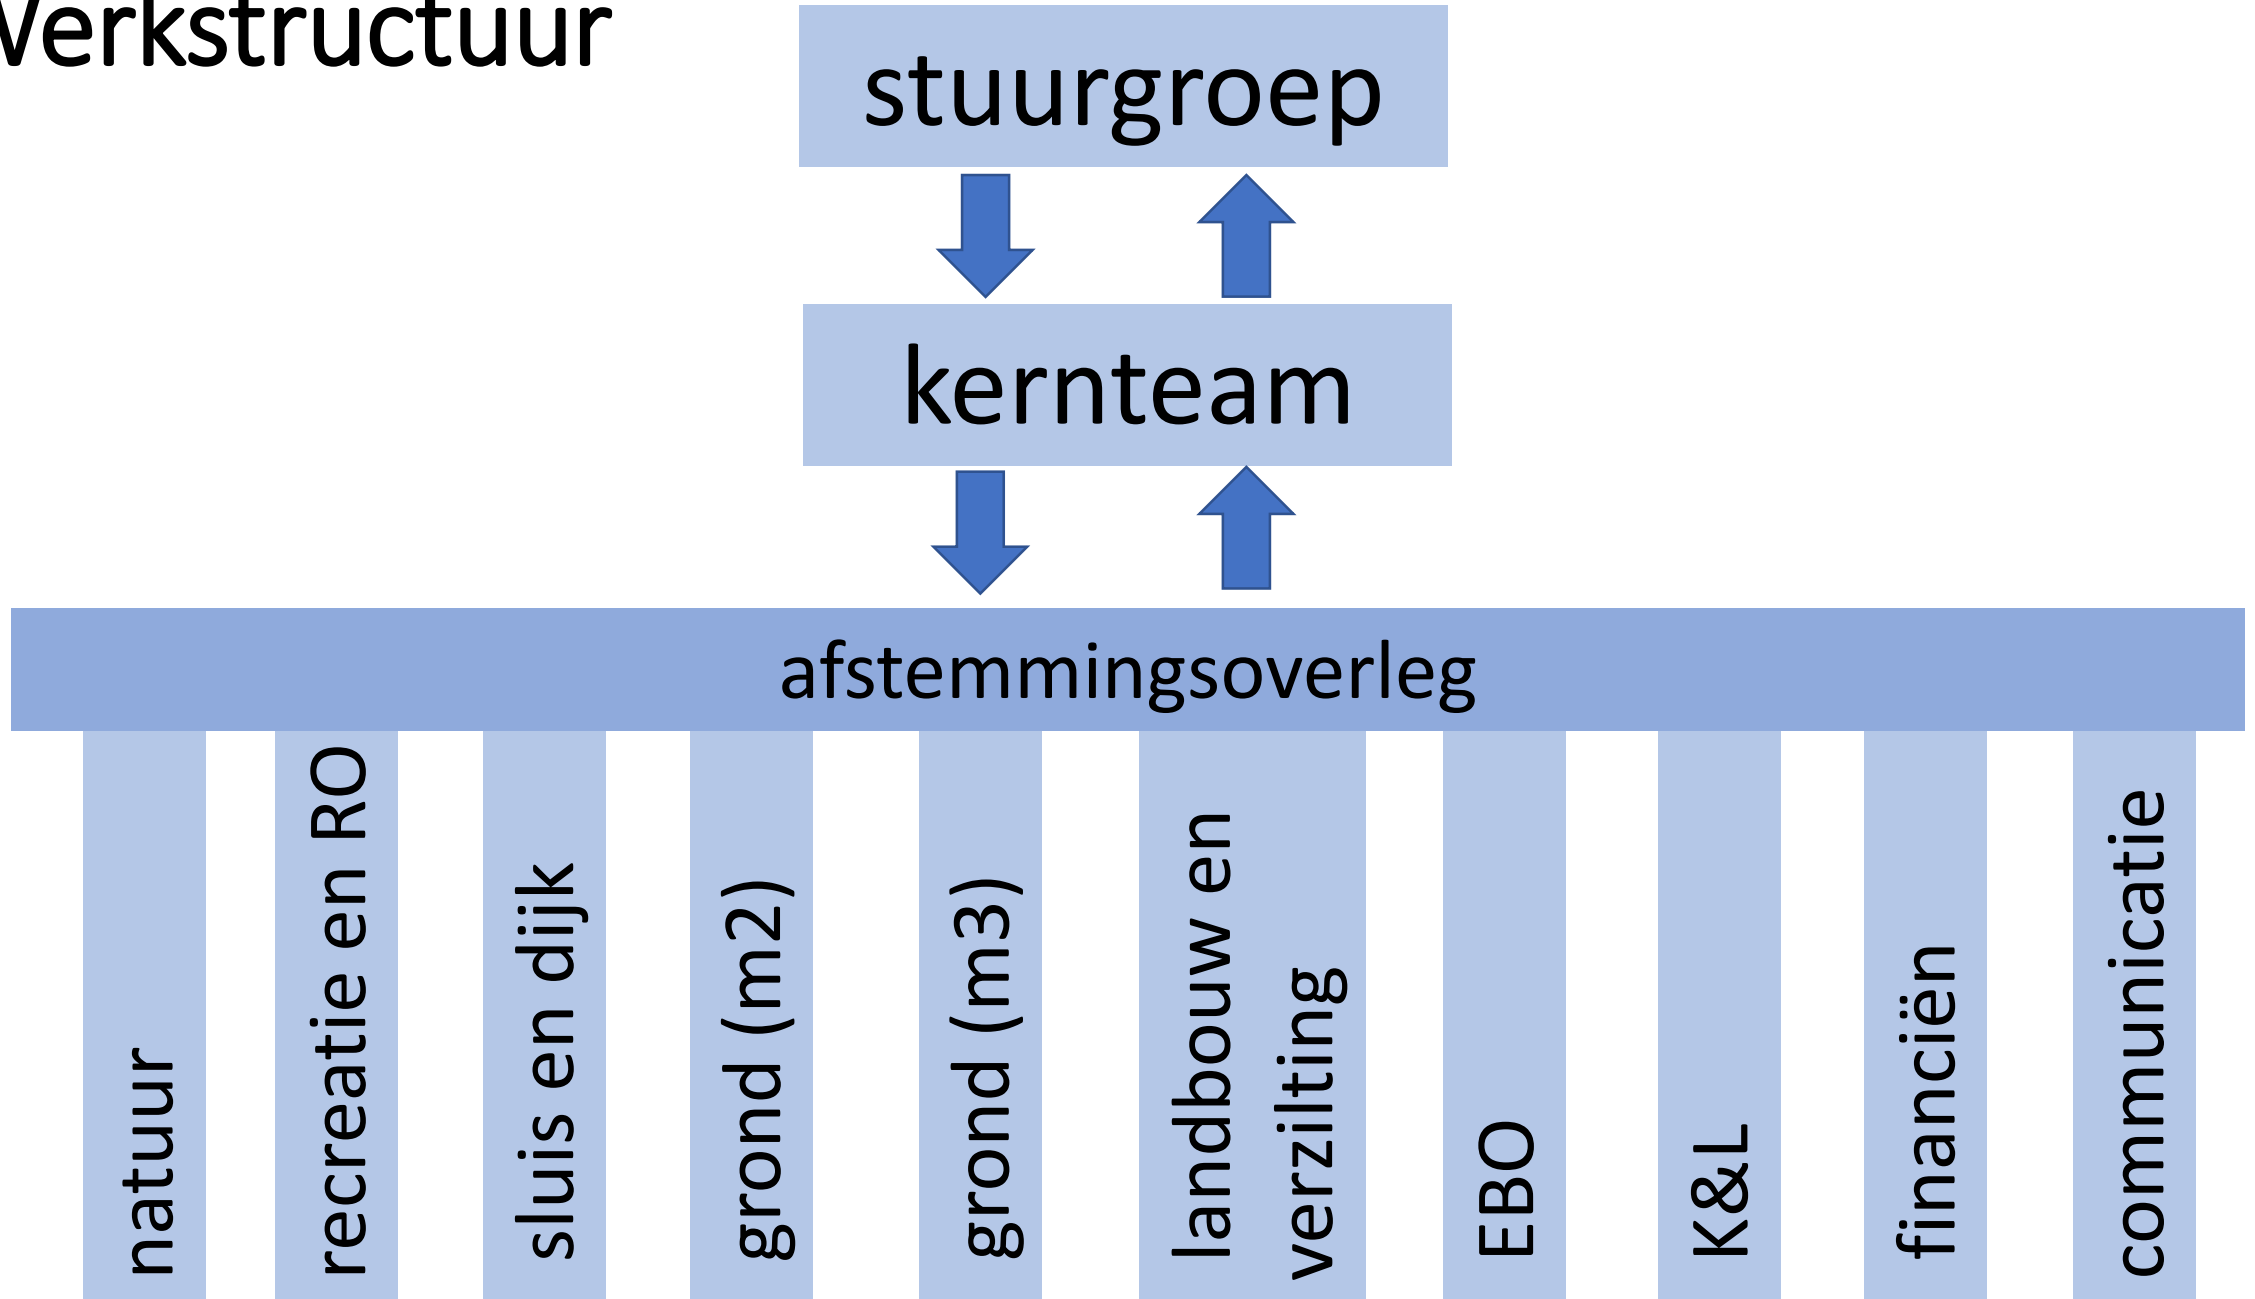 Werkstructuur
stuurgroep
kernteam
afstemmingsoverleg
natuur
recreatie en RO
sluis en dijk
grond (m2)
grond (m3)
landbouw en
verzilting
EBO
K&L
financiën
communicatie